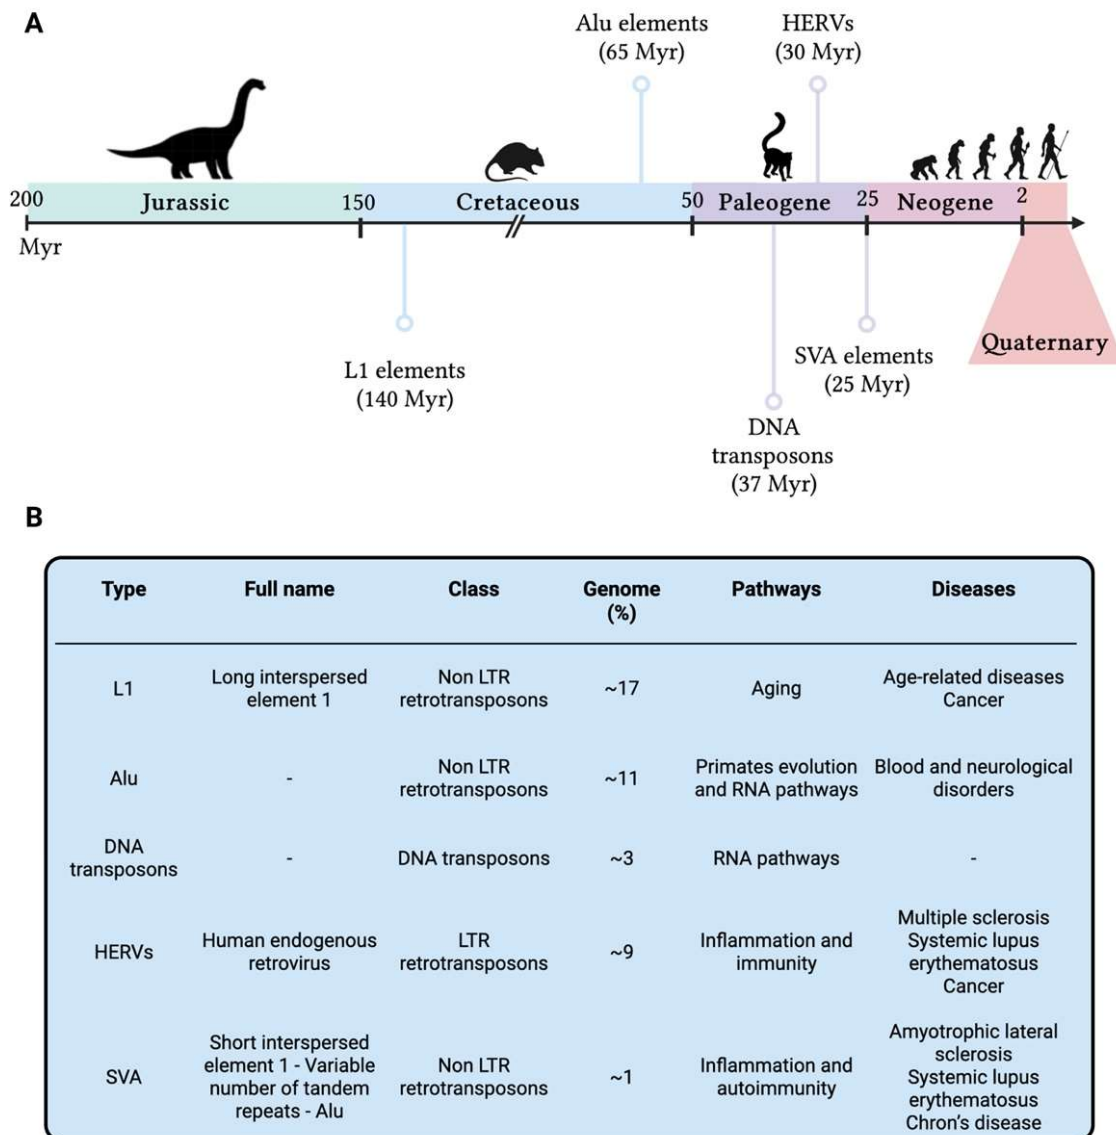 A
Alu elements
(65 Myr)
HERVs
(30 Myr)
200
Jurassic
150
Cretaceous
50
Paleogene
25
Neogene
2
Myr
Quaternary
L1 elements
(140 Myr)
SVA elements
(25 Myr)
DNA
transposons
(37 Myr)
B
Type
Full name
Class
Genome
(%)
Pathways
Diseases
L1
Long interspersed
element 1
Non LTR
retrotransposons
~17
Aging
Age-related diseases
Cancer
Alu
-
Non LTR
retrotransposons
~11
Primates evolution
and RNA pathways
Blood and neurological
disorders
DNA
transposons
-
DNA transposons
~3
RNA pathways
-
HERVs
Human endogenous
retrovirus
LTR
retrotransposons
~9
Inflammation and
immunity
Multiple sclerosis
Systemic lupus
erythematosus
Cancer
SVA
Short interspersed
element 1 - Variable
number of tandem
repeats - Alu
Non LTR
retrotransposons
~1
Inflammation and
autoimmunity
Amyotrophic lateral
sclerosis
Systemic lupus
erythematosus
Chron's disease